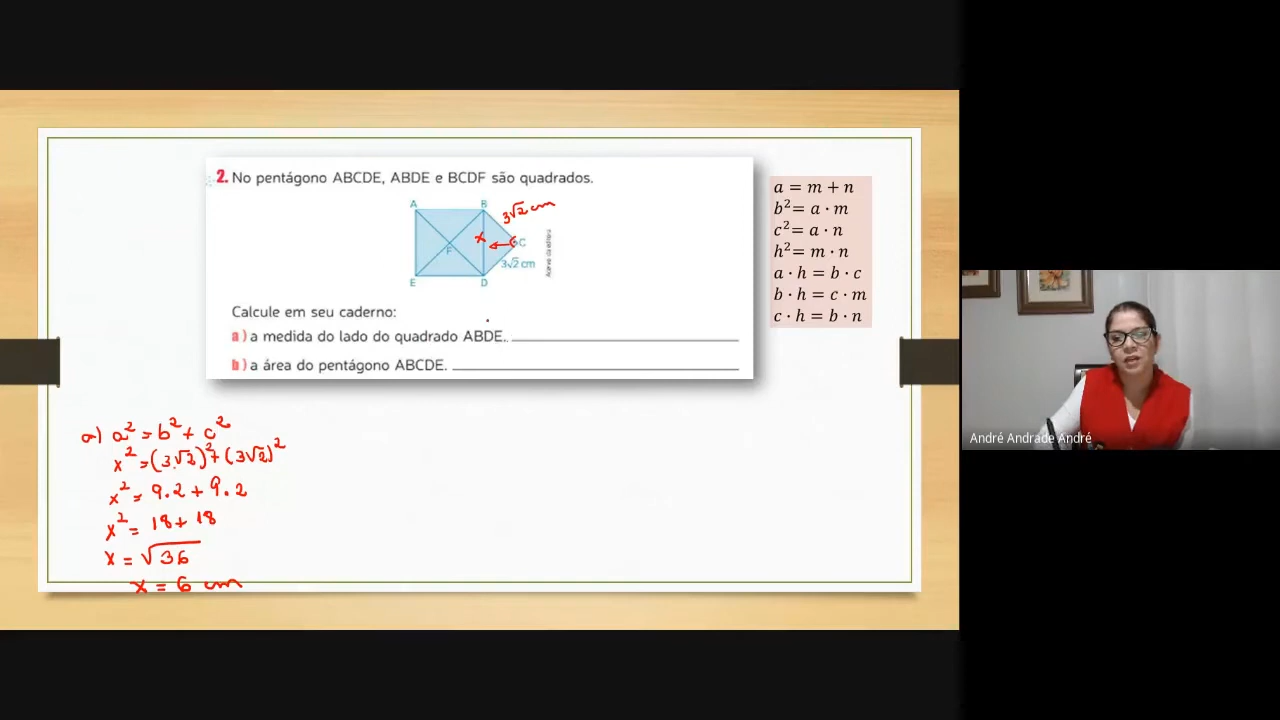 2. No pentágono ABCDE, ABDE e BCDF são quadrados.
A
B
3√2 cm
x
C
F
3√2 cm
E
D
Calcule em seu caderno:
a) a medida do lado do quadrado ABDE.
b) a área do pentágono ABCDE.
a = m + n
b² = a · m
c² = a · n
h² = m · n
a · h = b · c
b · h = c · m
c · h = b · n
a) a² = b² + c²
x² = (3√2)² + (3√2)²
x² = 9.2 + 9.2
x² = 18 + 18
x = √36
x = 6 cm
André Andrade André